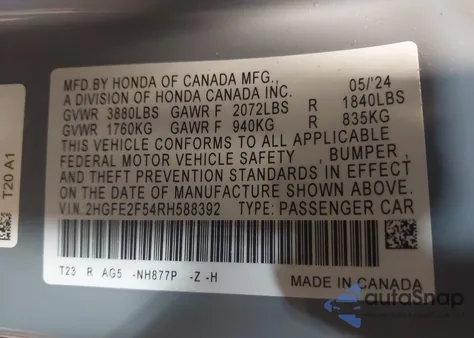 MFD BY HONDA OF CANADA MFG., 05/'24
A DIVISION OF HONDA CANADA INC.
GVWR 3880LBS GAWR F 2072LBS R 1840LBS
GVWR 1760KG GAWR F 940KG R 835KG
THIS VEHICLE CONFORMS TO ALL APPLICABLE
FEDERAL MOTOR VEHICLE SAFETY , BUMPER ,
AND THEFT PREVENTION STANDARDS IN EFFECT
ON THE DATE OF MANUFACTURE SHOWN ABOVE.
V.I.N.:2HGFE2F54RH588392 TYPE: PASSENGER CAR
T23 R AG5 -NH877P -Z -H
MADE IN CANADA
T20 A1
autoSnap